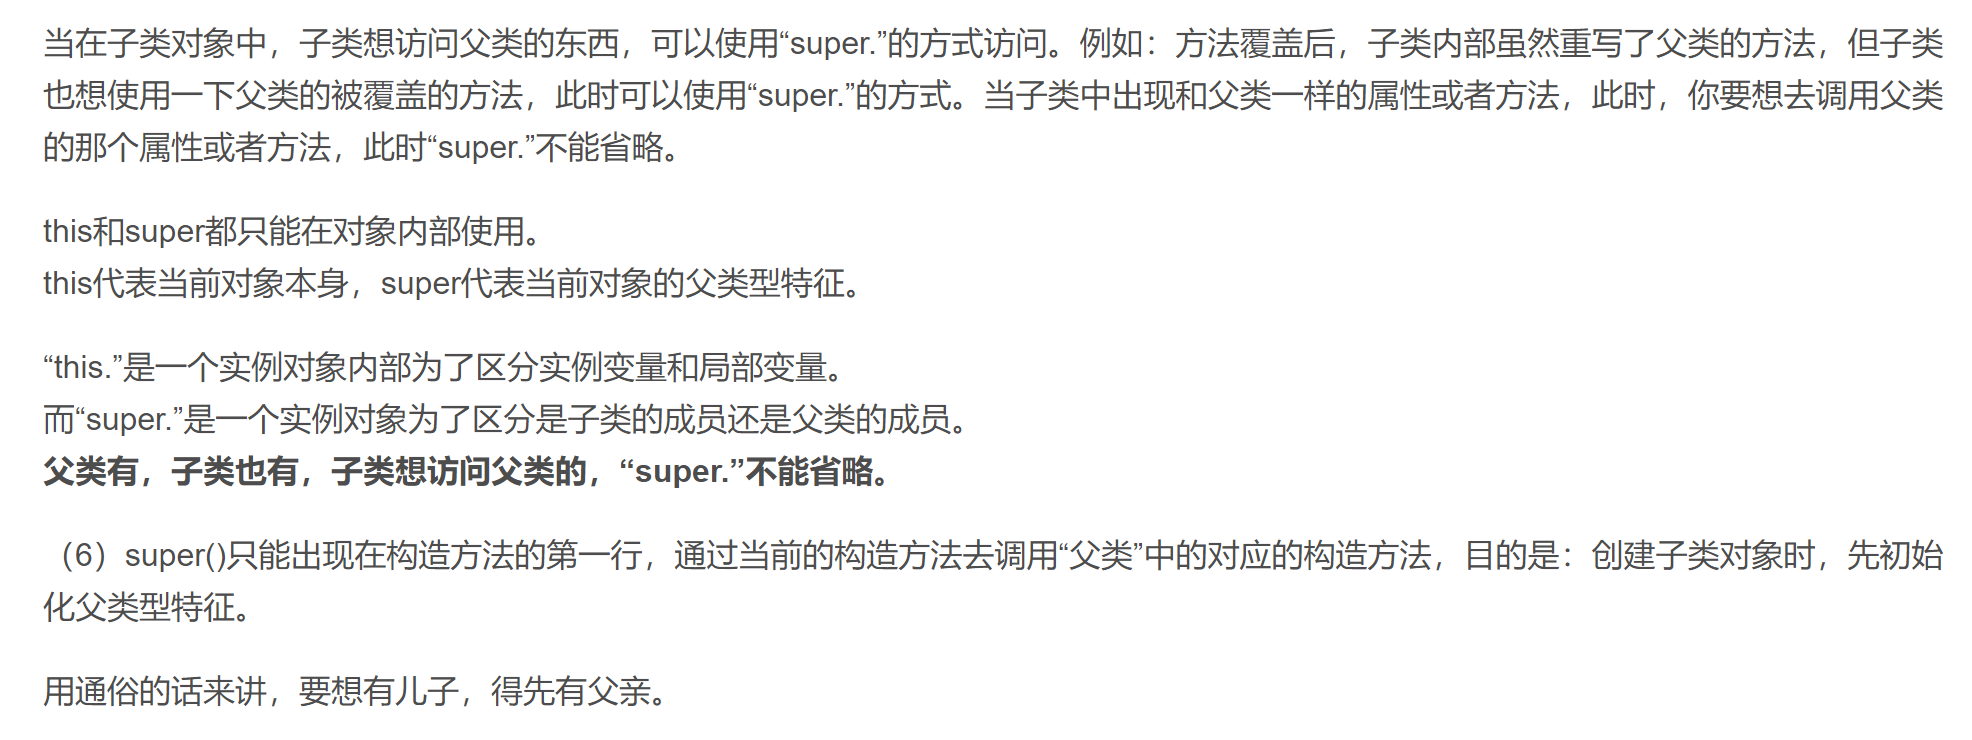 当在子类对象中，子类想访问父类的东西，可以使用“super.”的方式访问。例如：方法覆盖后，子类内部虽然重写了父类的方法，但子类
也想使用一下父类的被覆盖的方法，此时可以使用“super.”的方式。当子类中出现和父类一样的属性或者方法，此时，你要想去调用父类
的那个属性或者方法，此时“super.”不能省略。
this和super都只能在对象内部使用。
this代表当前对象本身，super代表当前对象的父类型特征。
“this.”是一个实例对象内部为了区分实例变量和局部变量。
而“super.”是一个实例对象为了区分是子类的成员还是父类的成员。
父类有，子类也有，子类想访问父类的，“super.”不能省略。
（6）super()只能出现在构造方法的第一行，通过当前的构造方法去调用“父类”中的对应的构造方法，目的是：创建子类对象时，先初始
化父类型特征。
用通俗的话来讲，要想有儿子，得先有父亲。